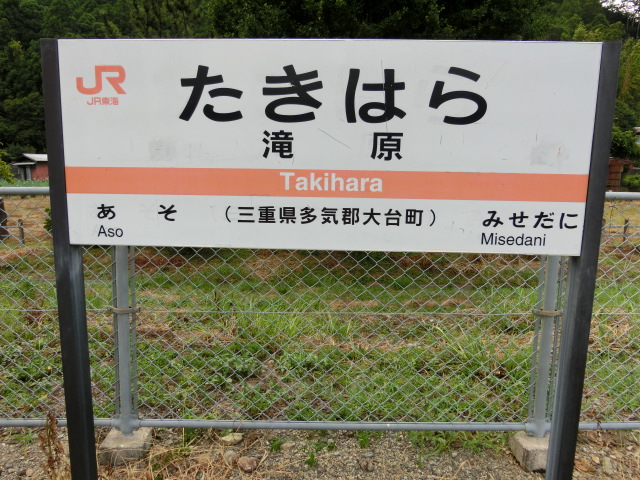 JR
JR東海
たきはら
滝原
Takihara
あそ (三重県多気郡大台町) みせだに
Aso Misedani